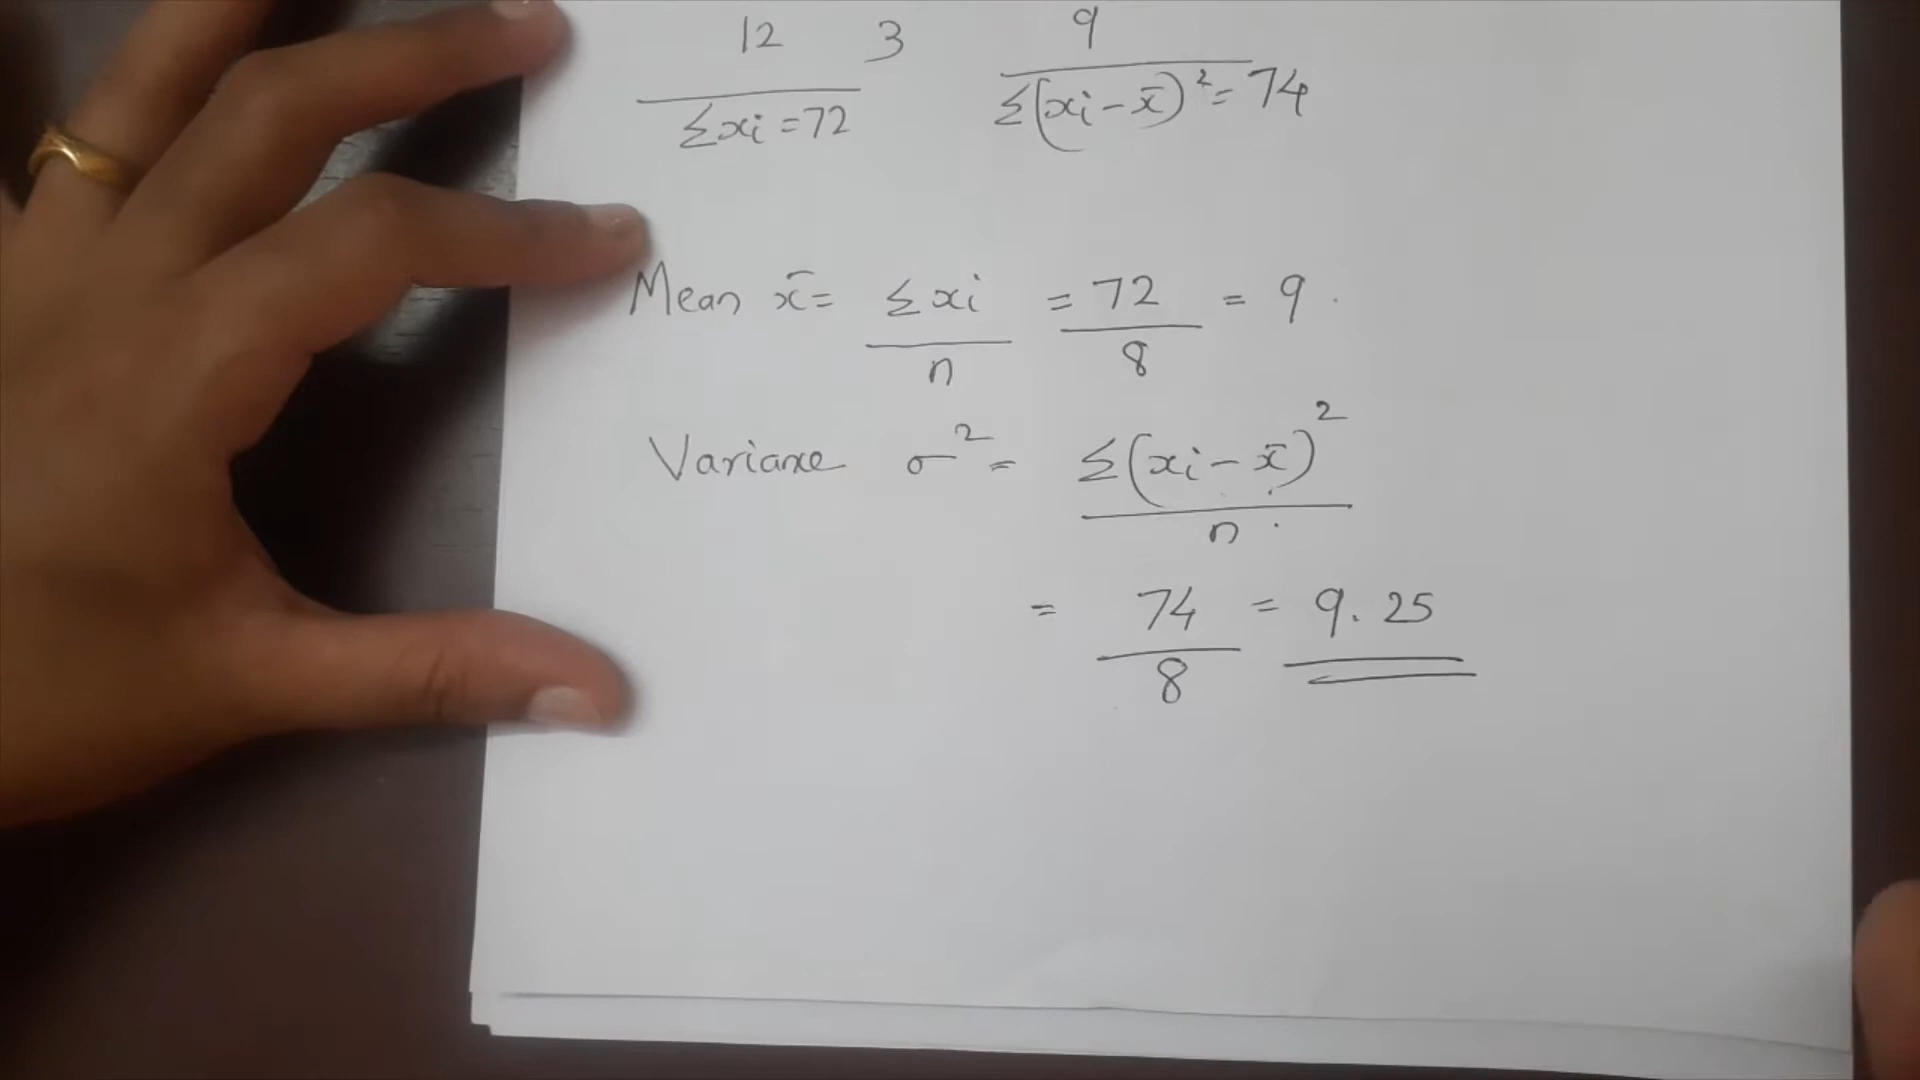 12 3 9
Σxi = 72 Σ(xi - x̄)² = 74
Mean x̄ = Σxi / n = 72 / 8 = 9
Variance σ² = Σ(xi - x̄)² / n
= 74 / 8 = 9.25